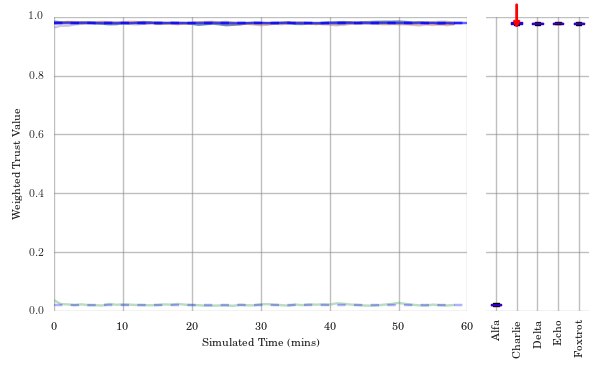 1.0
0.8
0.6
0.4
0.2
0.0
Weighted Trust Value
0 10 20 30 40 50 60
Simulated Time (mins)
Alfa
Charlie
Delta
Echo
Foxtrot